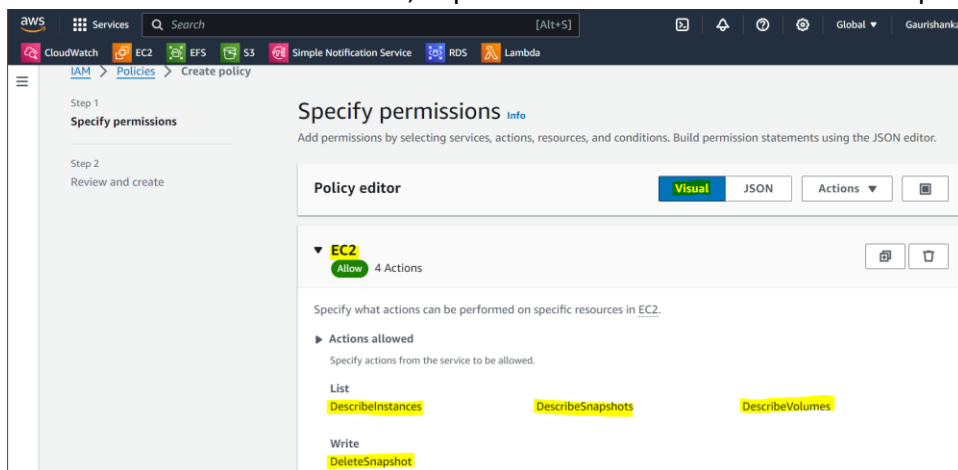 aws Services Search [Alt+S] Global Gaurishanka
CloudWatch EC2 EFS S3 Simple Notification Service RDS Lambda
IAM > Policies > Create policy
Step 1
Specify permissions
Step 2
Review and create
Specify permissions Info
Add permissions by selecting services, actions, resources, and conditions. Build permission statements using the JSON editor.
Policy editor Visual JSON Actions
EC2
Allow 4 Actions
Specify what actions can be performed on specific resources in EC2.
Actions allowed
Specify actions from the service to be allowed.
List
DescribeInstances DescribeSnapshots DescribeVolumes
Write
DeleteSnapshot